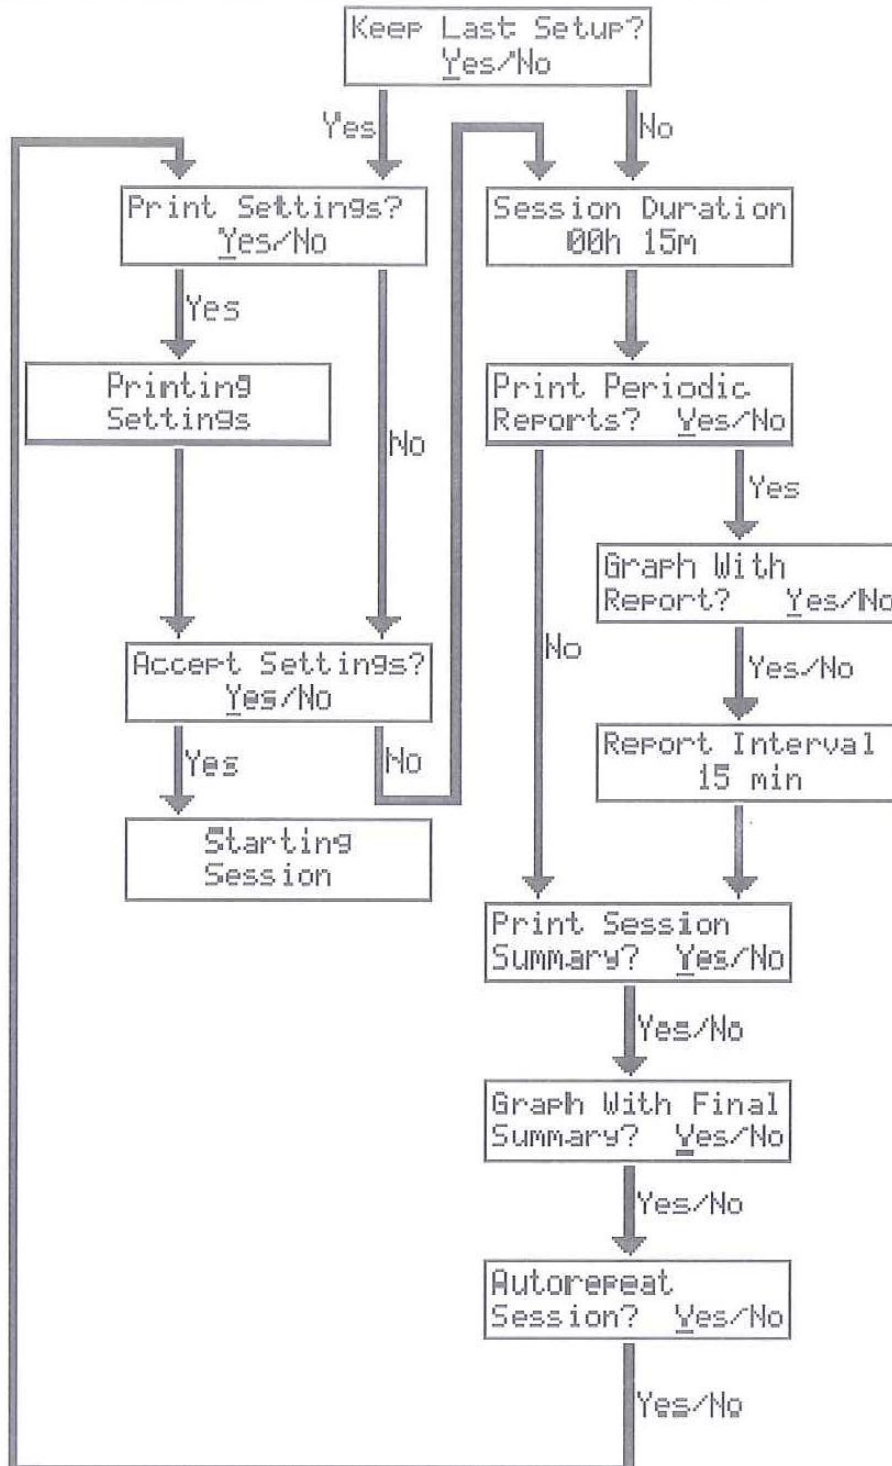 Keep Last Setup?
Yes/No
Yes
No
Print Settings?
Yes/No
Session Duration
00h 15m
Yes
Printing
Settings
No
Print Periodic
Reports? Yes/No
Yes
Graph With
Report? Yes/No
No
Yes/No
Accept Settings?
Yes/No
Report Interval
15 min
Yes
No
Starting
Session
Print Session
Summary? Yes/No
Yes/No
Graph With Final
Summary? Yes/No
Yes/No
Autorepeat
Session? Yes/No
Yes/No